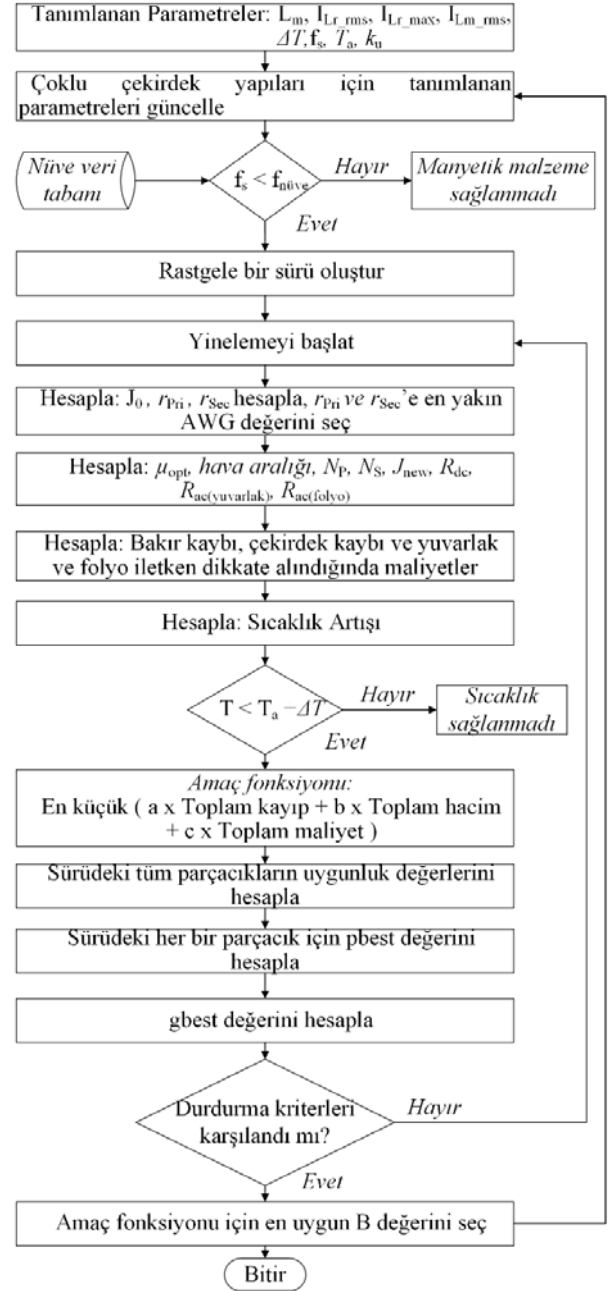 Tanımlanan Parametreler: Lm, ILr_rms, ILr_max, ILm_rms,
ΔT, fs, Ta, ku
Çoklu çekirdek yapıları için tanımlanan
parametreleri güncelle
Nüve veri
tabanı
fs < fnüve
Hayır
Manyetik malzeme
sağlanmadı
Evet
Rastgele bir sürü oluştur
Yinelemeyi başlat
Hesapla: J0, rPri, rSec hesapla, rPri ve rSec'e en yakın
AWG değerini seç
Hesapla: μopt, hava aralığı, NP, NS, Jnew, Rdc,
Rac(yuvarlak), Rac(folyo)
Hesapla: Bakır kaybı, çekirdek kaybı ve yuvarlak
ve folyo iletken dikkate alındığında maliyetler
Hesapla: Sıcaklık Artışı
T < Ta −ΔT
Hayır
Sıcaklık
sağlanmadı
Evet
Amaç fonksiyonu:
En küçük ( a x Toplam kayıp + b x Toplam hacim
+ c x Toplam maliyet )
Sürüdeki tüm parçacıkların uygunluk değerlerini
hesapla
Sürüdeki her bir parçacık için pbest değerini
hesapla
gbest değerini hesapla
Durdurma kriterleri
karşılandı mı?
Hayır
Evet
Amaç fonksiyonu için en uygun B değerini seç
Bitir